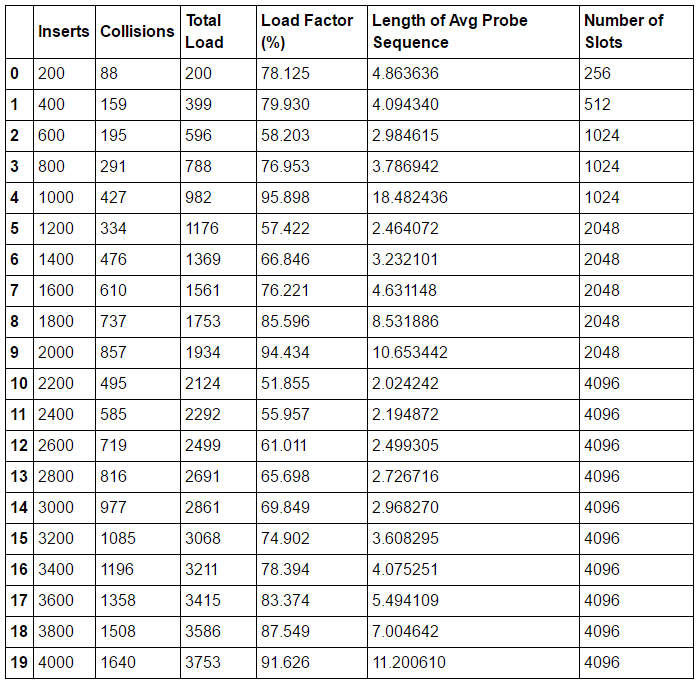 Inserts Collisions Total Load Load Factor (%) Length of Avg Probe Sequence Number of Slots
0 200 88 200 78.125 4.863636 256
1 400 159 399 79.930 4.094340 512
2 600 195 596 58.203 2.984615 1024
3 800 291 788 76.953 3.786942 1024
4 1000 427 982 95.898 18.482436 1024
5 1200 334 1176 57.422 2.464072 2048
6 1400 476 1369 66.846 3.232101 2048
7 1600 610 1561 76.221 4.631148 2048
8 1800 737 1753 85.596 8.531886 2048
9 2000 857 1934 94.434 10.653442 2048
10 2200 495 2124 51.855 2.024242 4096
11 2400 585 2292 55.957 2.194872 4096
12 2600 719 2499 61.011 2.499305 4096
13 2800 816 2691 65.698 2.726716 4096
14 3000 977 2861 69.849 2.968270 4096
15 3200 1085 3068 74.902 3.608295 4096
16 3400 1196 3211 78.394 4.075251 4096
17 3600 1358 3415 83.374 5.494109 4096
18 3800 1508 3586 87.549 7.004642 4096
19 4000 1640 3753 91.626 11.200610 4096